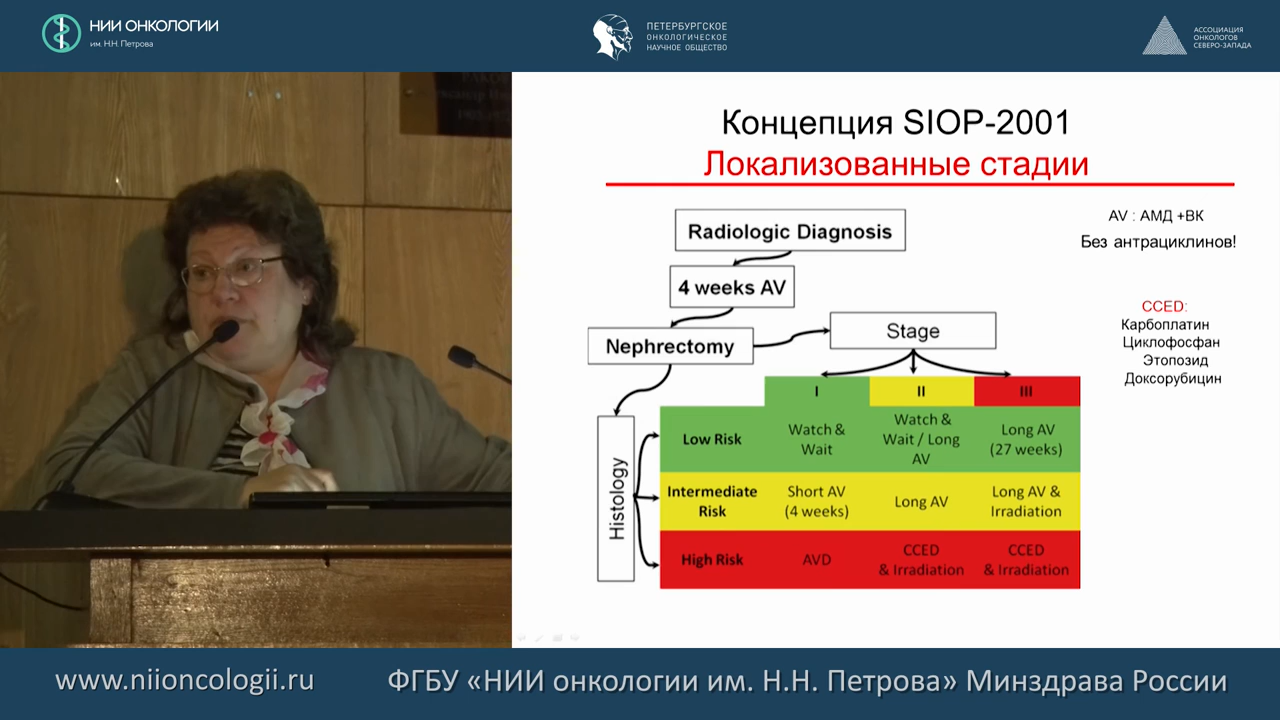 НИИ ОНКОЛОГИИ
им. Н.Н. Петрова
ПЕТЕРБУРГСКОЕ
ОНКОЛОГИЧЕСКОЕ
НАУЧНОЕ ОБЩЕСТВО
АССОЦИАЦИЯ
ОНКОЛОГОВ
СЕВЕРО-ЗАПАДА
Концепция SIOP-2001
Локализованные стадии
AV : АМД +ВК
Без антрациклинов!
CCED:
Карбоплатин
Циклофосфан
Этопозид
Доксорубицин
Radiologic Diagnosis
4 weeks AV
Nephrectomy
Stage
Histology
I
II
III
Low Risk
Watch &
Wait
Watch &
Wait / Long
AV
Long AV
(27 weeks)
Intermediate
Risk
Short AV
(4 weeks)
Long AV
Long AV &
Irradiation
High Risk
AVD
CCED
& Irradiation
CCED
& Irradiation
www.niioncologii.ru
ФГБУ «НИИ онкологии им. Н.Н. Петрова» Минздрава России